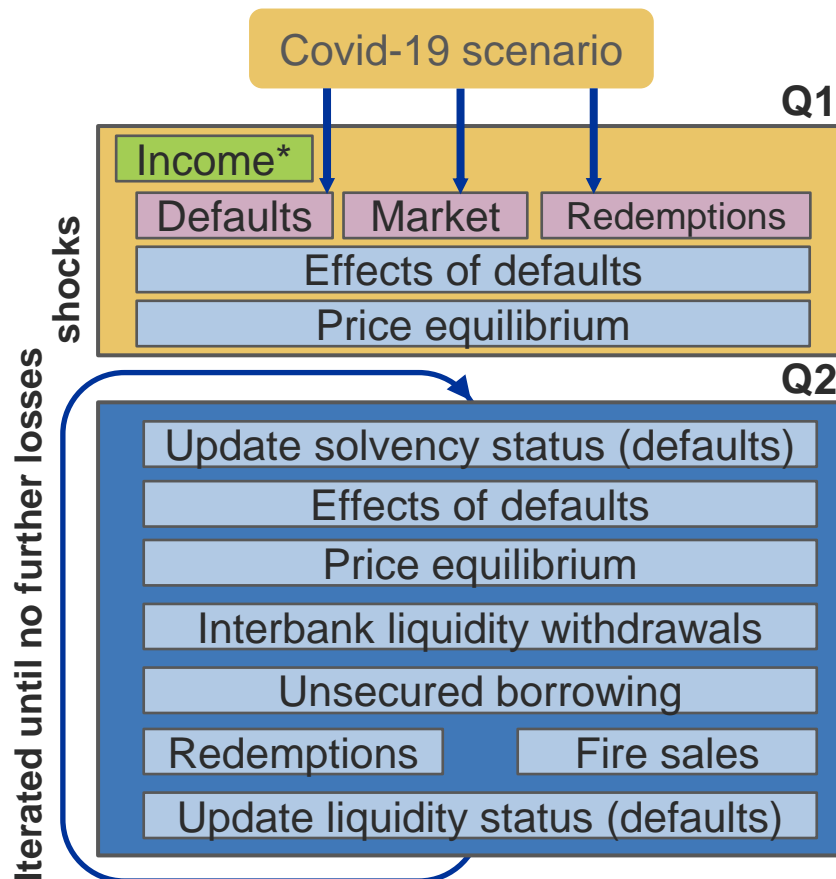 Covid-19 scenario
Q1
shocks
Income*
Defaults
Market
Redemptions
Effects of defaults
Price equilibrium
Q2
Iterated until no further losses
Update solvency status (defaults)
Effects of defaults
Price equilibrium
Interbank liquidity withdrawals
Unsecured borrowing
Redemptions
Fire sales
Update liquidity status (defaults)